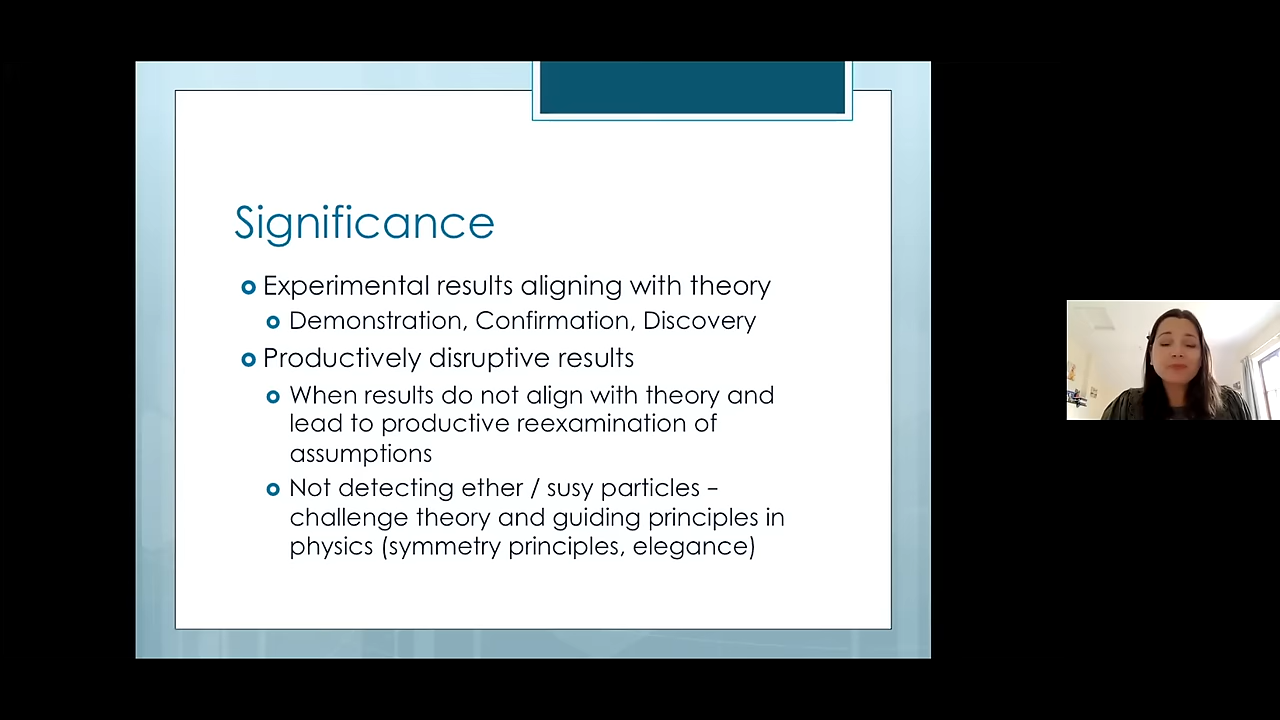 Significance
Experimental results aligning with theory
Demonstration, Confirmation, Discovery
Productively disruptive results
When results do not align with theory and
lead to productive reexamination of
assumptions
Not detecting ether / susy particles –
challenge theory and guiding principles in
physics (symmetry principles, elegance)